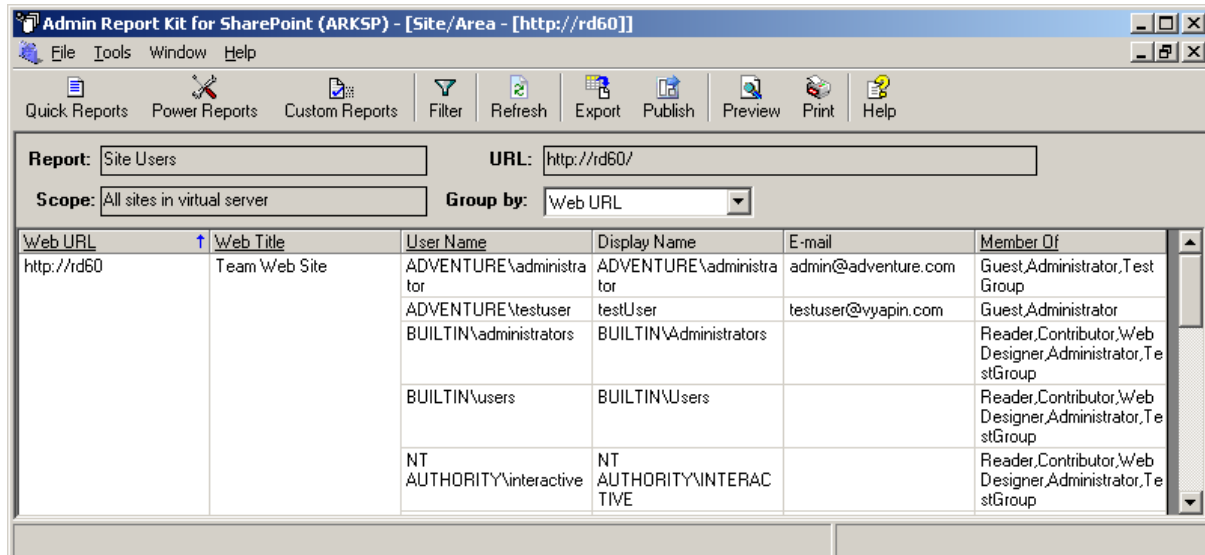 Admin Report Kit for SharePoint (ARKSP) - [Site/Area - [http://rd60]]
File Tools Window Help
Quick Reports Power Reports Custom Reports Filter Refresh Export Publish Preview Print Help
Report: Site Users URL: http://rd60/
Scope: All sites in virtual server Group by: Web URL
Web URL Web Title User Name Display Name E-mail Member Of
http://rd60 Team Web Site ADVENTURE\administra ADVENTURE\administra admin@adventure.com Guest,Administrator,Test
tor tor Group
ADVENTURE\testuser testUser testuser@vyapin.com Guest,Administrator
BUILTIN\administrators BUILTIN\Administrators Reader,Contributor,Web
Designer,Administrator,Te
stGroup
BUILTIN\users BUILTIN\Users Reader,Contributor,Web
Designer,Administrator,Te
stGroup
NT NT Reader,Contributor,Web
AUTHORITY\interactive AUTHORITY\INTERAC Designer,Administrator,Te
TIVE stGroup